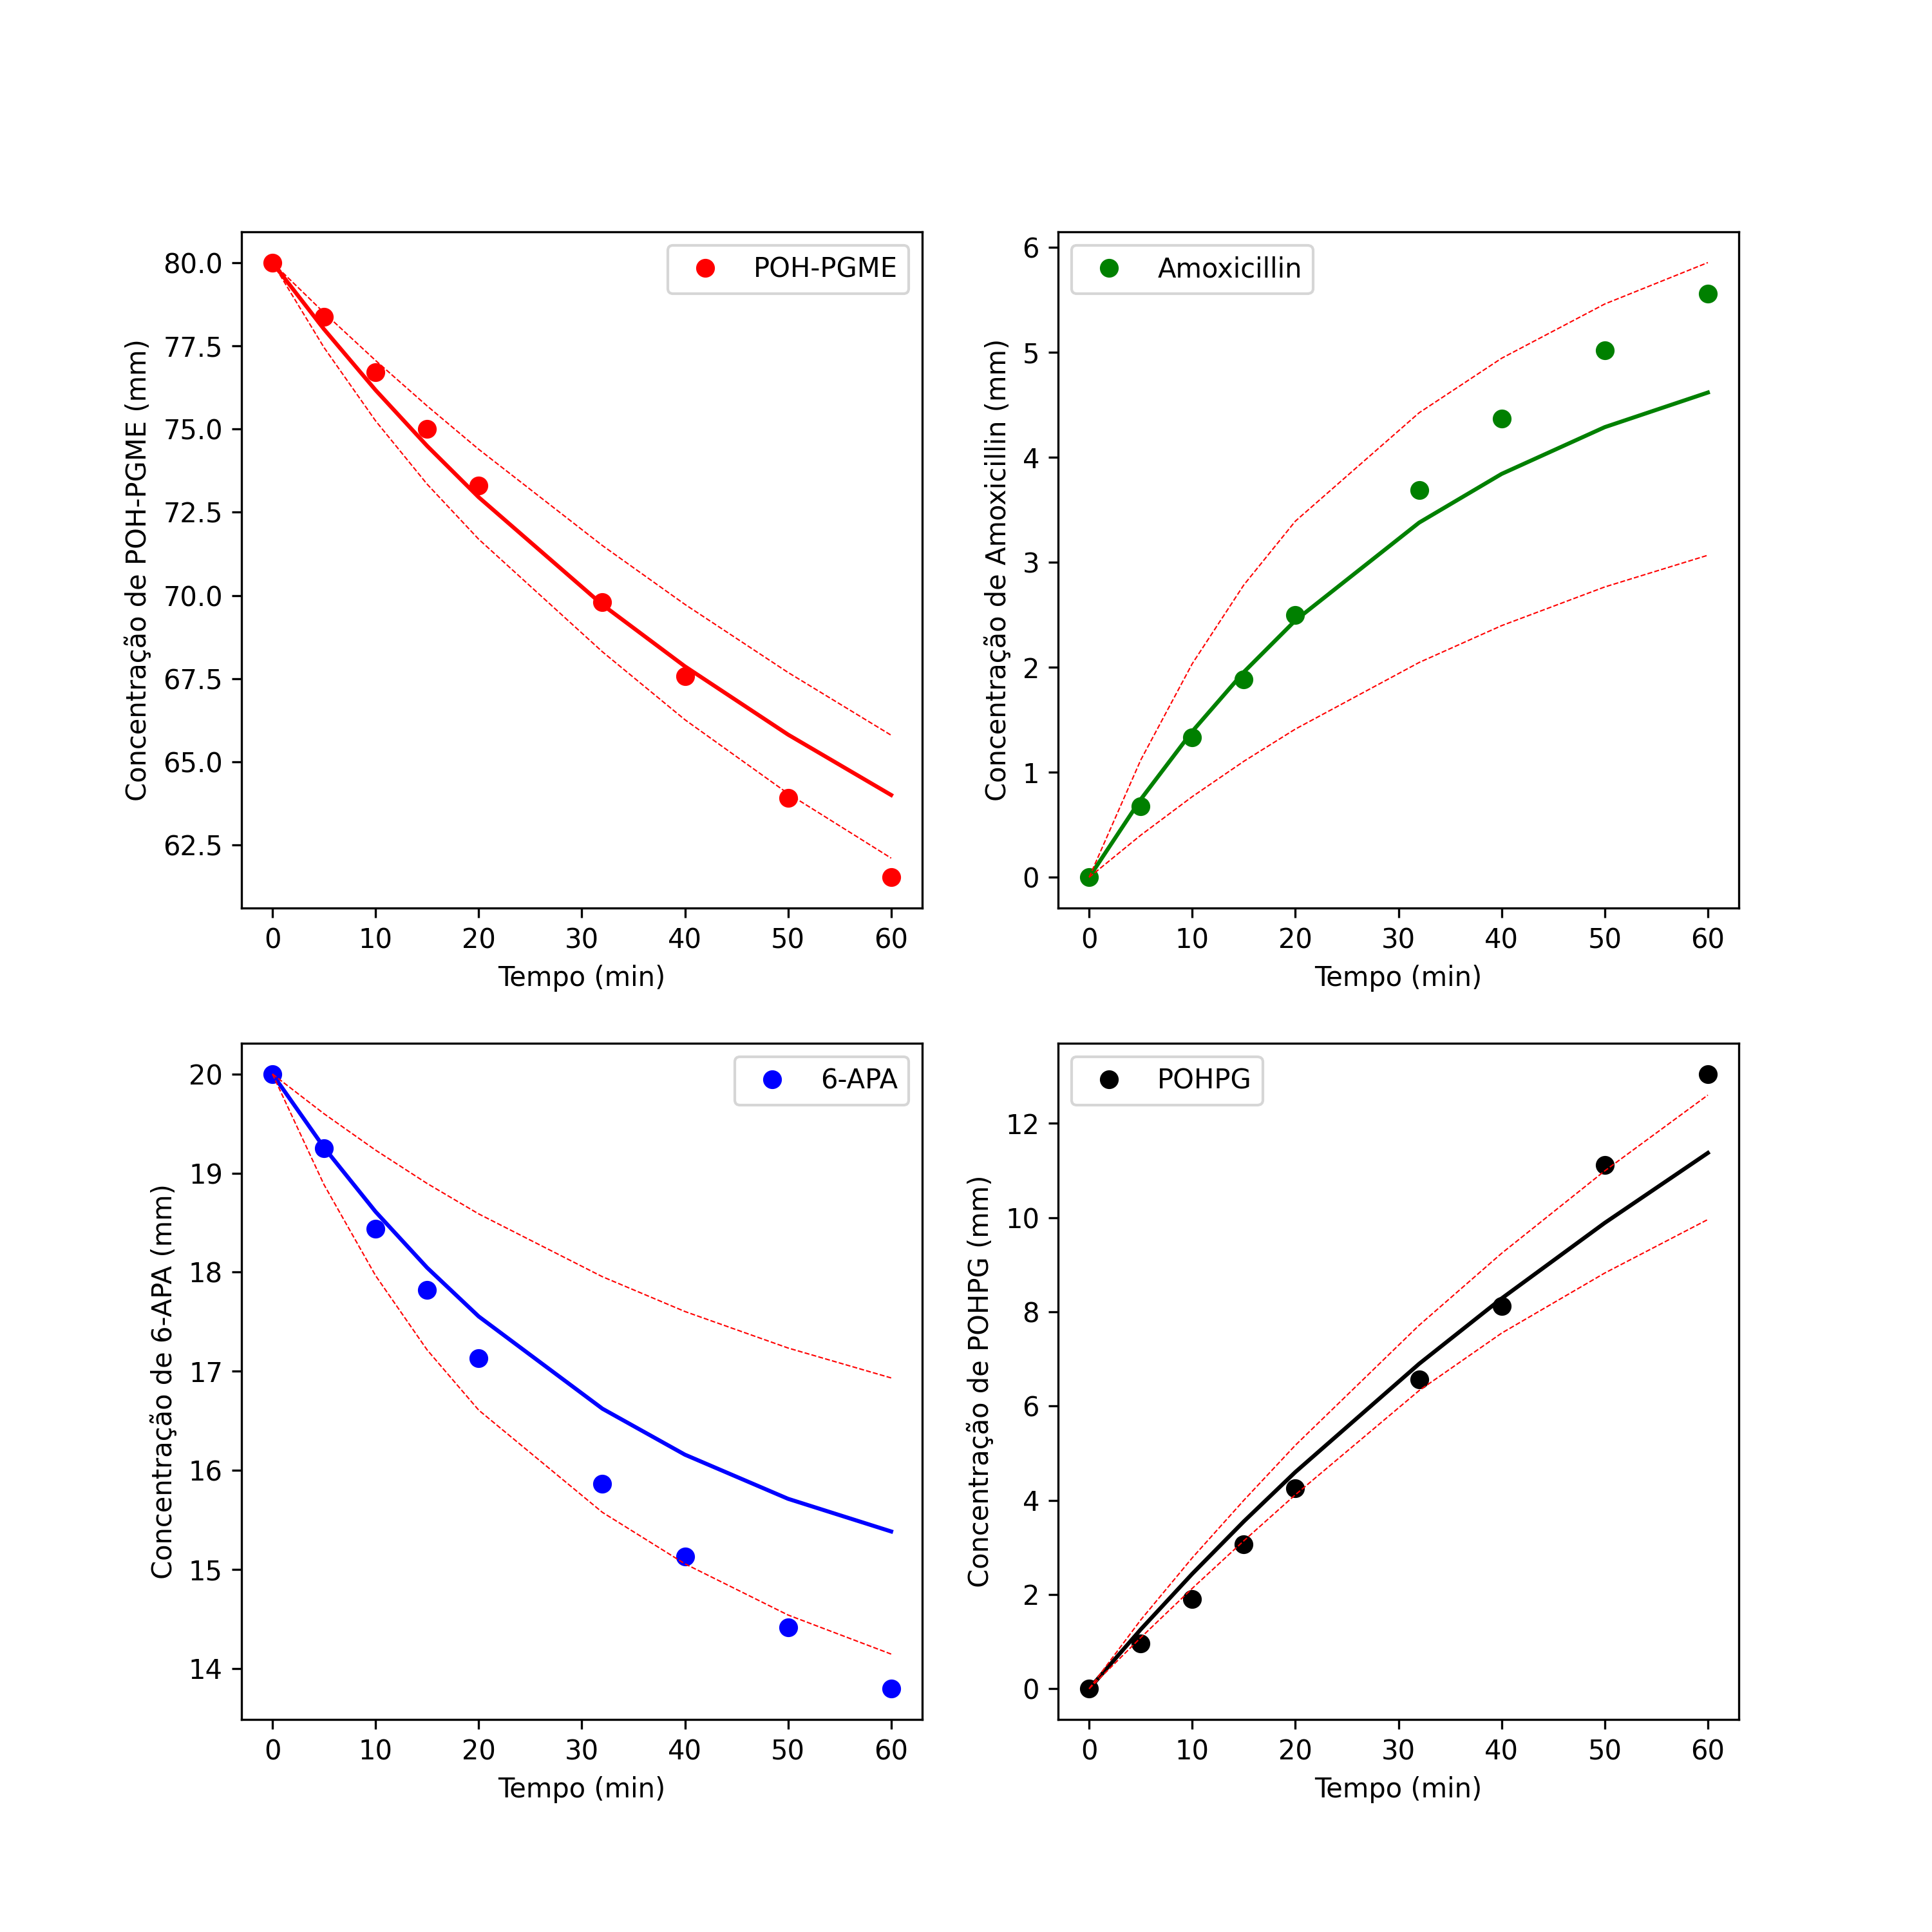 POH-PGME
80.0
77.5
75.0
72.5
70.0
67.5
65.0
62.5
Concentração de POH-PGME (mm)
0 10 20 30 40 50 60
Tempo (min)
Amoxicillin
6
5
4
3
2
1
0
Concentração de Amoxicillin (mm)
0 10 20 30 40 50 60
Tempo (min)
6-APA
20
19
18
17
16
15
14
Concentração de 6-APA (mm)
0 10 20 30 40 50 60
Tempo (min)
POHPG
12
10
8
6
4
2
0
Concentração de POHPG (mm)
0 10 20 30 40 50 60
Tempo (min)